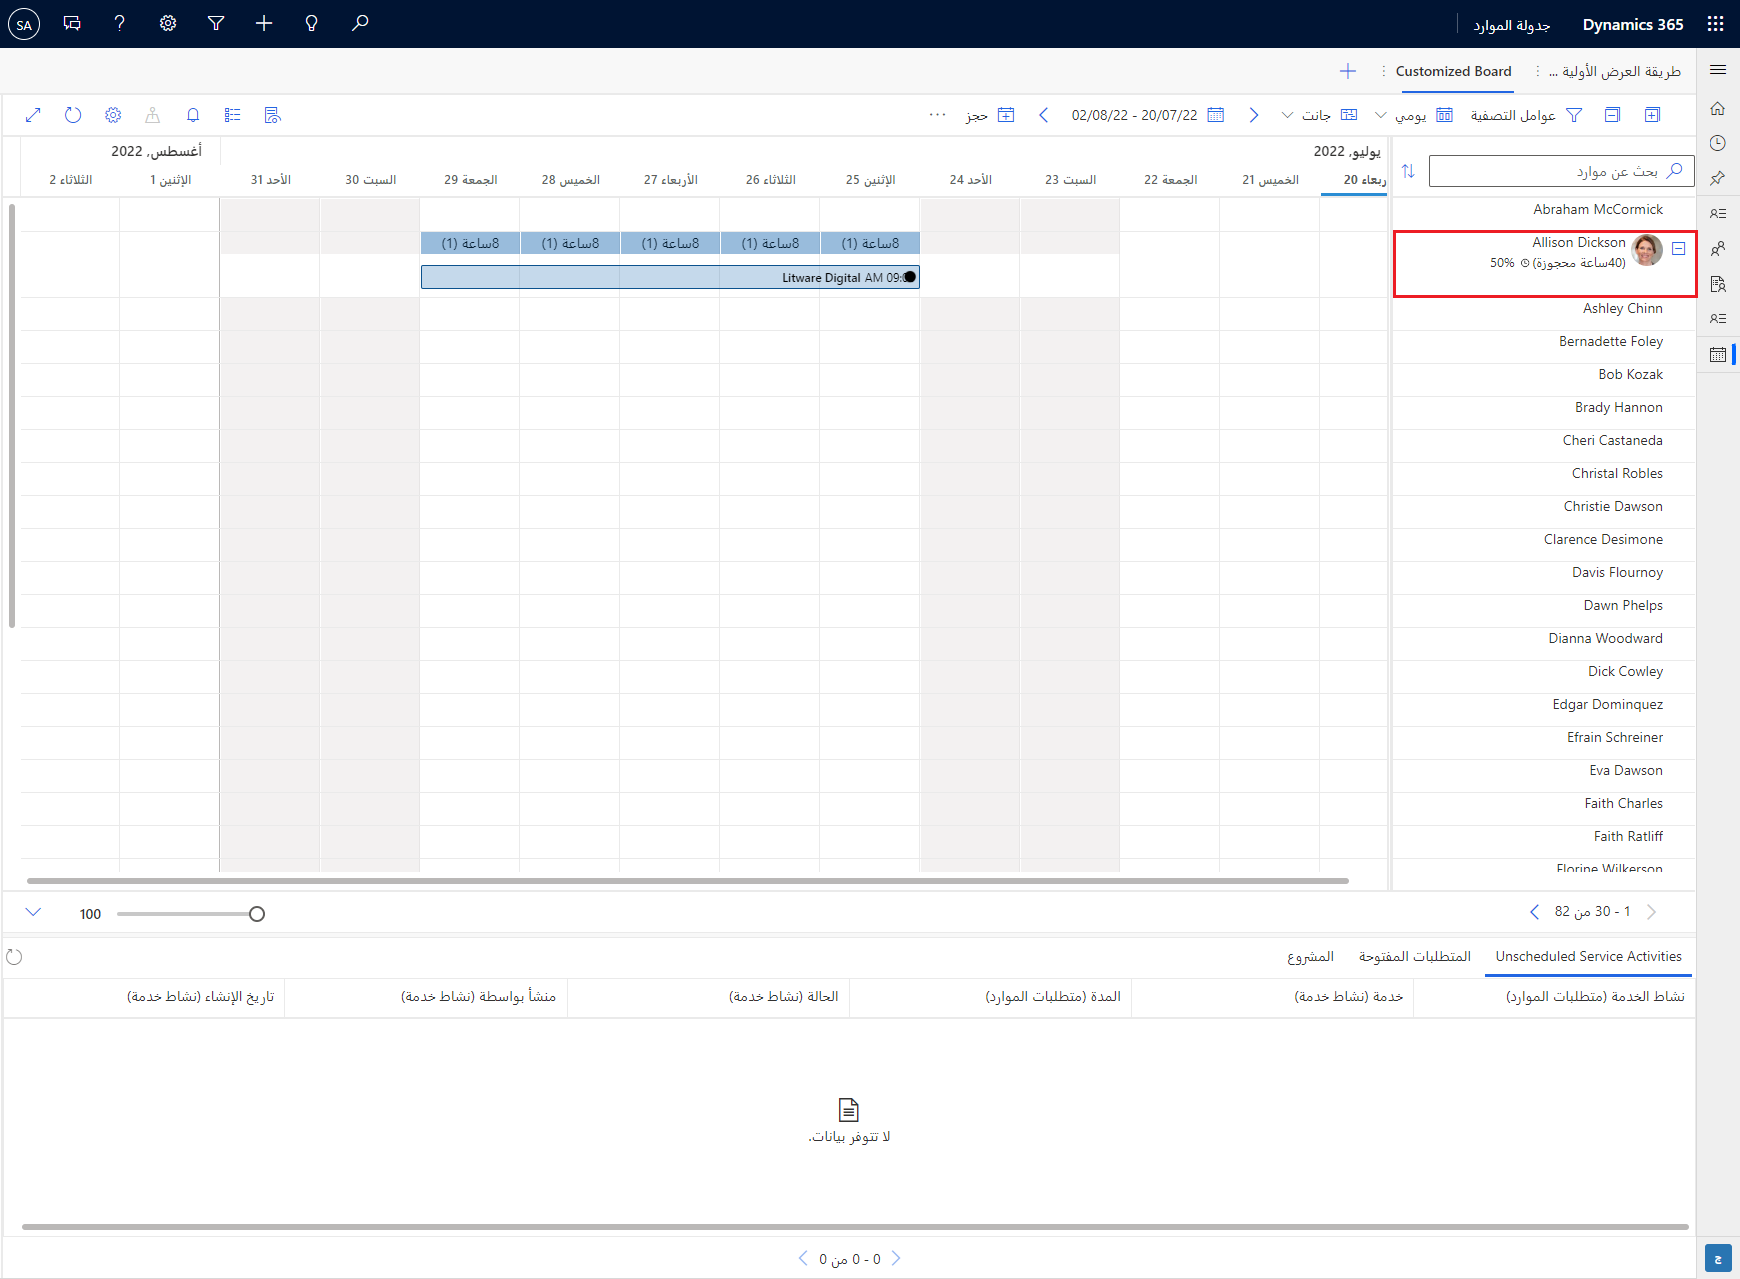 Dynamics 365
جدولة الموارد
SA
طريقة العرض الأولية ...
Customized Board
عوامل التصفية
يومي
جانت
02/08/22 - 20/07/22
حجز
بحث عن موارد
يوليو, 2022
أغسطس, 2022
ربعاء 20
الخميس 21
الجمعة 22
السبت 23
الأحد 24
الإثنين 25
الثلاثاء 26
الأربعاء 27
الخميس 28
الجمعة 29
السبت 30
الأحد 31
الإثنين 1
الثلاثاء 2
Abraham McCormick
Allison Dickson
(40ساعة محجوزة) 50%
8ساعة (1)
8ساعة (1)
8ساعة (1)
8ساعة (1)
8ساعة (1)
Litware Digital AM 09:
Ashley Chinn
Bernadette Foley
Bob Kozak
Brady Hannon
Cheri Castaneda
Christal Robles
Christie Dawson
Clarence Desimone
Davis Flournoy
Dawn Phelps
Dianna Woodward
Dick Cowley
Edgar Dominquez
Efrain Schreiner
Eva Dawson
Faith Charles
Faith Ratliff
Florine Wilkerson
1 - 30 من 82
100
Unscheduled Service Activities
المتطلبات المفتوحة
المشروع
نشاط الخدمة (متطلبات الموارد)
خدمة (نشاط خدمة)
المدة (متطلبات الموارد)
الحالة (نشاط خدمة)
منشأ بواسطة (نشاط خدمة)
تاريخ الإنشاء (نشاط خدمة)
لا تتوفر بيانات.
0 - 0 من 0
ج